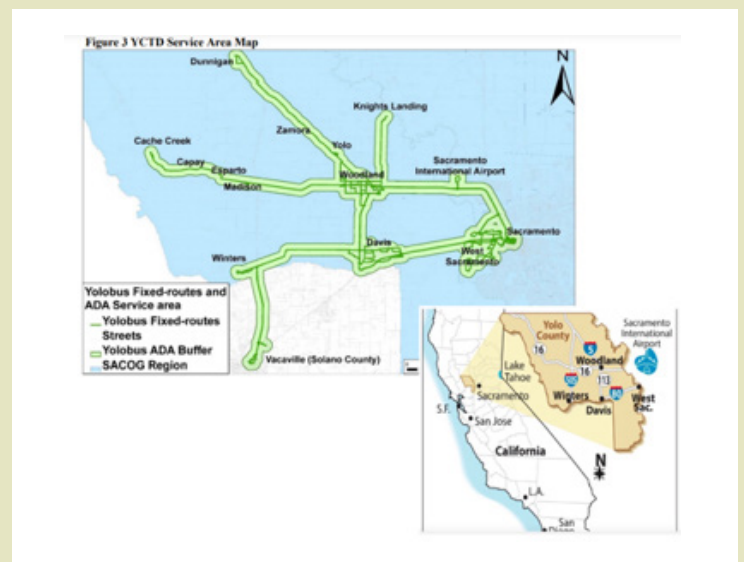 Figure 3 YCTD Service Area Map
N
Dunnigan
Knights Landing
Zamora
Cache Creek
Yolo
Capay
Esparto
Woodland
Sacramento
International Airport
Madison
Sacramento
Davis
West
Sacramento
Winters
Yolobus Fixed-routes and
ADA Service area
Yolobus Fixed-routes
Streets
Yolobus ADA Buffer
SACOG Region
Vacaville (Solano County)
Yolo
County
Sacramento
International
Airport
16
5
Woodland
Lake
Tahoe
16
505
113
80
Sacramento
Winters
West
Sac.
Davis
S.F.
San Jose
California
N
L.A.
San
Diego